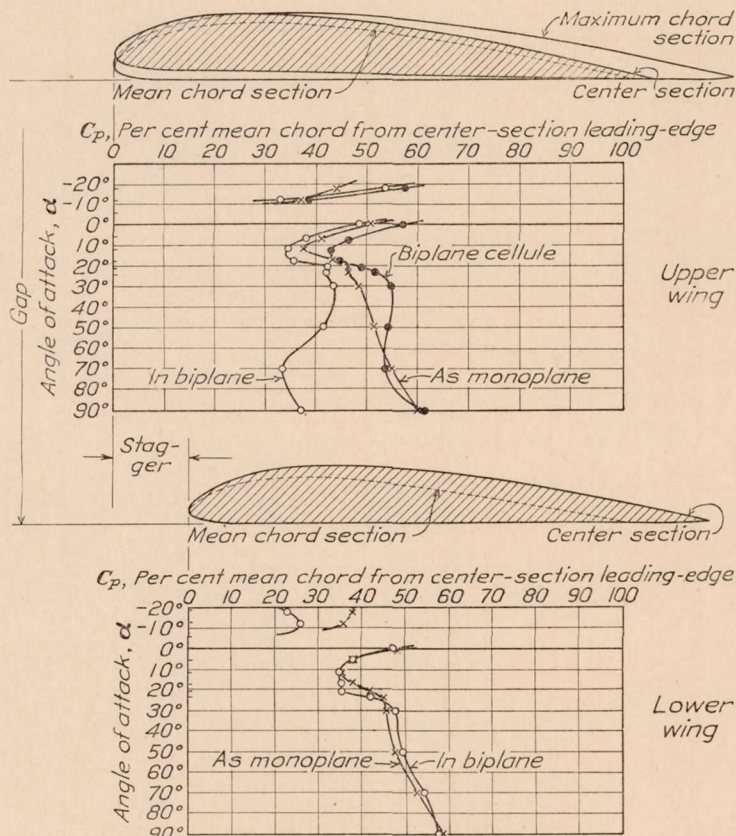 Maximum chord
section
Mean chord section
Center section
Cp, Per cent mean chord from center-section leading-edge
0 10 20 30 40 50 60 70 80 90 100
-20°
-10°
0°
10°
20°
30°
40°
50°
60°
70°
80°
90°
Angle of attack, α
Gap
Biplane cellule
In biplane
As monoplane
Upper
wing
Stag-
ger
Mean chord section
Center section
Cp, Per cent mean chord from center-section leading-edge
0 10 20 30 40 50 60 70 80 90 100
-20°
-10°
0°
10°
20°
30°
40°
50°
60°
70°
80°
90°
Angle of attack, α
As monoplane
In biplane
Lower
wing